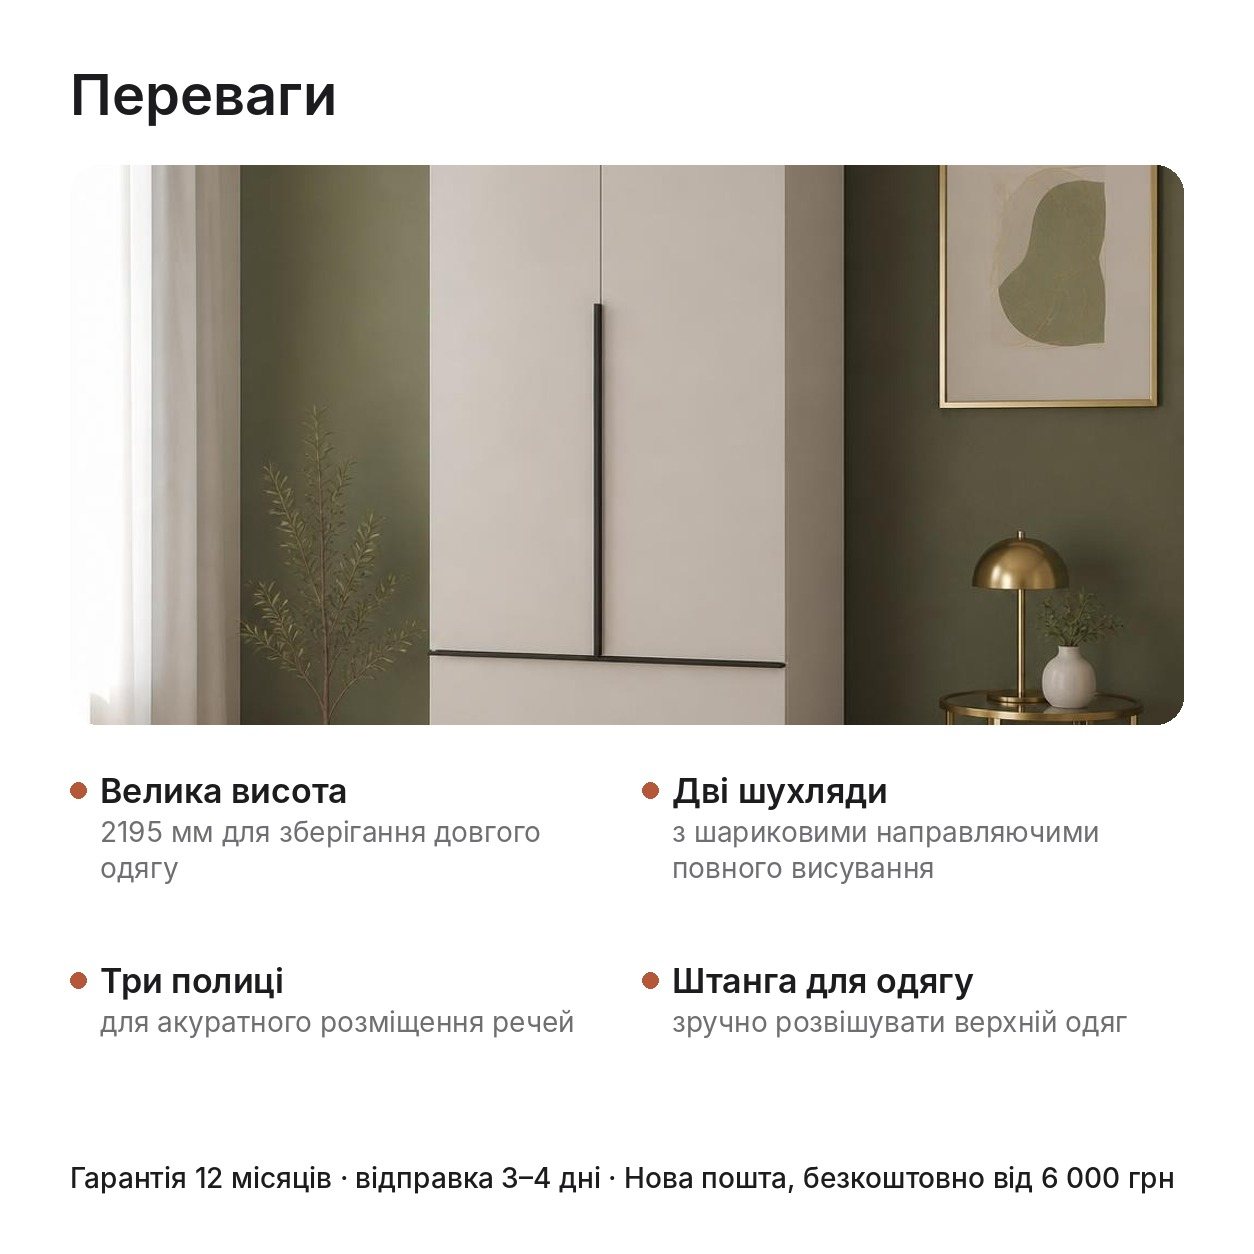 Переваги
Велика висота
2195 мм для зберігання довгого
одягу
Дві шухляди
з шариковими направляючими
повного висування
Три полиці
для акуратного розміщення речей
Штанга для одягу
зручно розвішувати верхній одяг
Гарантія 12 місяців · відправка 3–4 дні · Нова пошта, безкоштовно від 6 000 грн